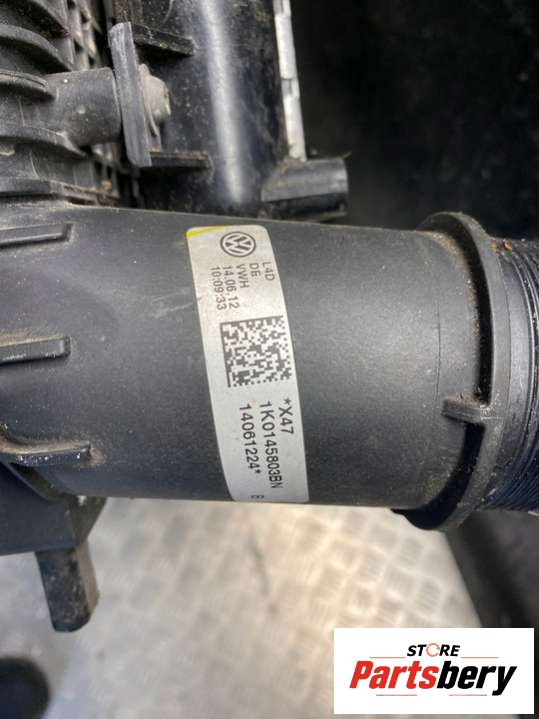 L4D
DE
VWH
14.06.12
10:09:33
*X47
1K0145803BN
14061224*
STORE
Partsbery